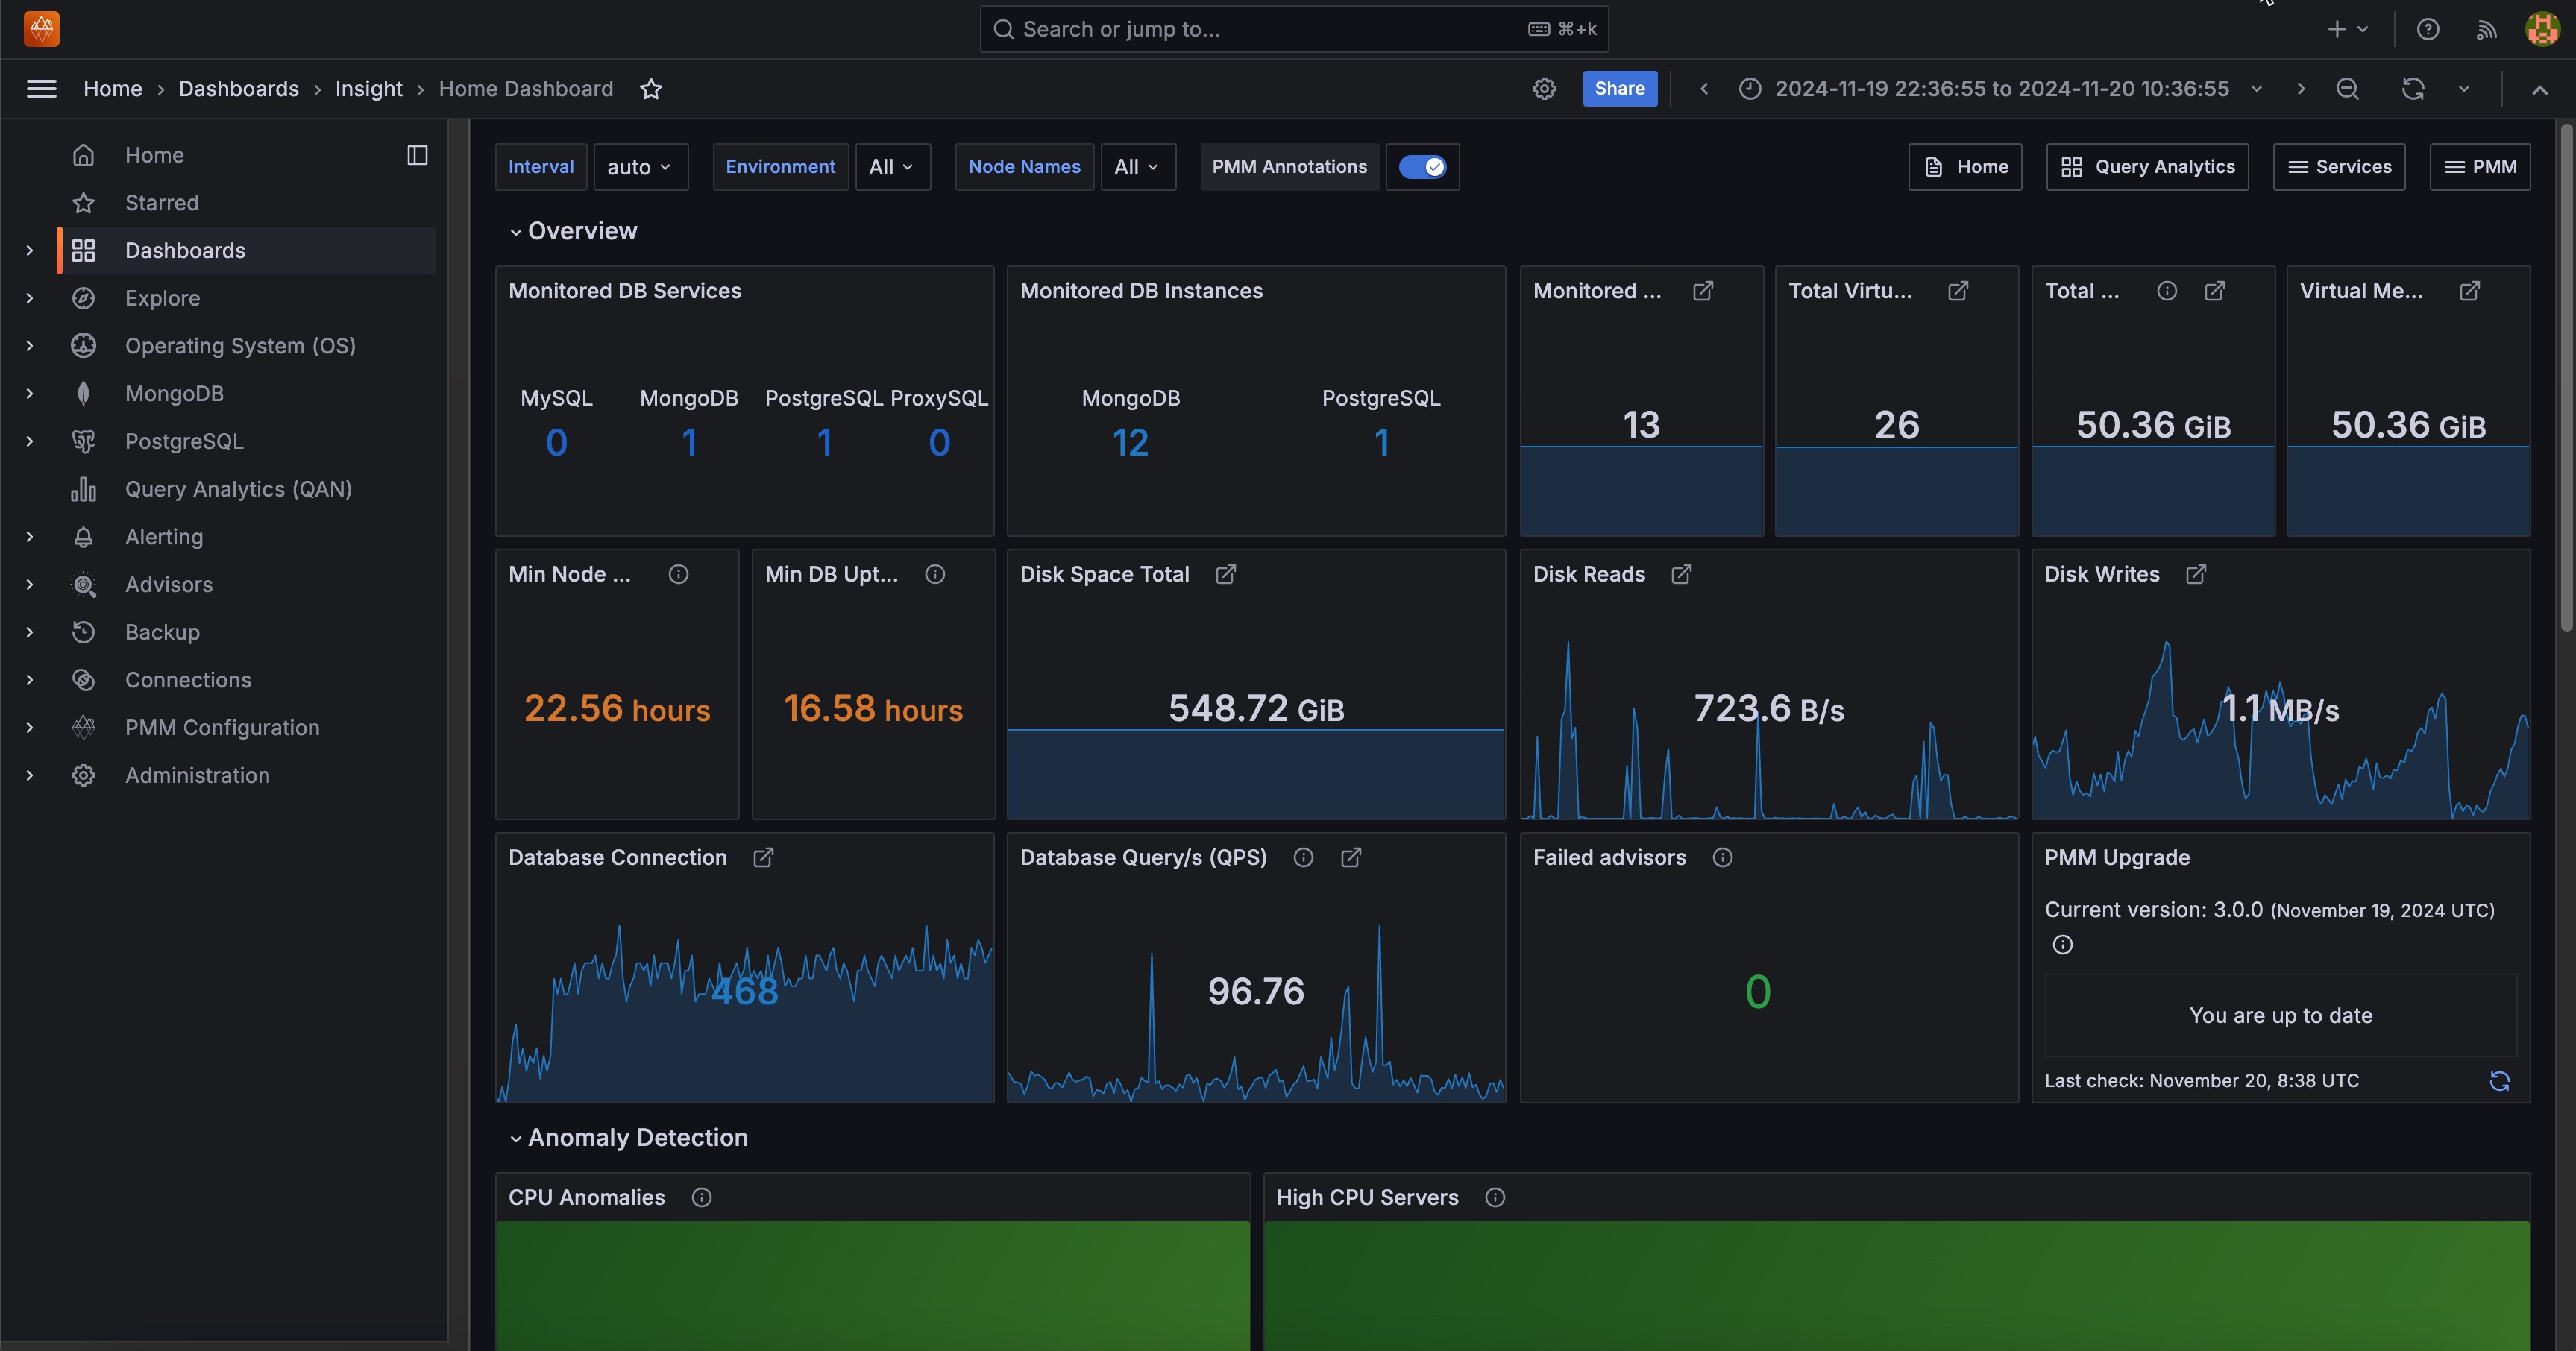 Search or jump to...
⌘+k
Home › Dashboards › Insight › Home Dashboard
Share
2024-11-19 22:36:55 to 2024-11-20 10:36:55
Home
Starred
Dashboards
Explore
Operating System (OS)
MongoDB
PostgreSQL
Query Analytics (QAN)
Alerting
Advisors
Backup
Connections
PMM Configuration
Administration
Interval auto Environment All Node Names All PMM Annotations
Home Query Analytics Services PMM
Overview
Monitored DB Services
MySQL MongoDB PostgreSQL ProxySQL
0 1 1 0
Monitored DB Instances
MongoDB PostgreSQL
12 1
Monitored ...
13
Total Virtu...
26
Total ...
50.36 GiB
Virtual Me...
50.36 GiB
Min Node ...
22.56 hours
Min DB Upt...
16.58 hours
Disk Space Total
548.72 GiB
Disk Reads
723.6 B/s
Disk Writes
1.1 MB/s
Database Connection
468
Database Query/s (QPS)
96.76
Failed advisors
0
PMM Upgrade
Current version: 3.0.0 (November 19, 2024 UTC)
You are up to date
Last check: November 20, 8:38 UTC
Anomaly Detection
CPU Anomalies
High CPU Servers